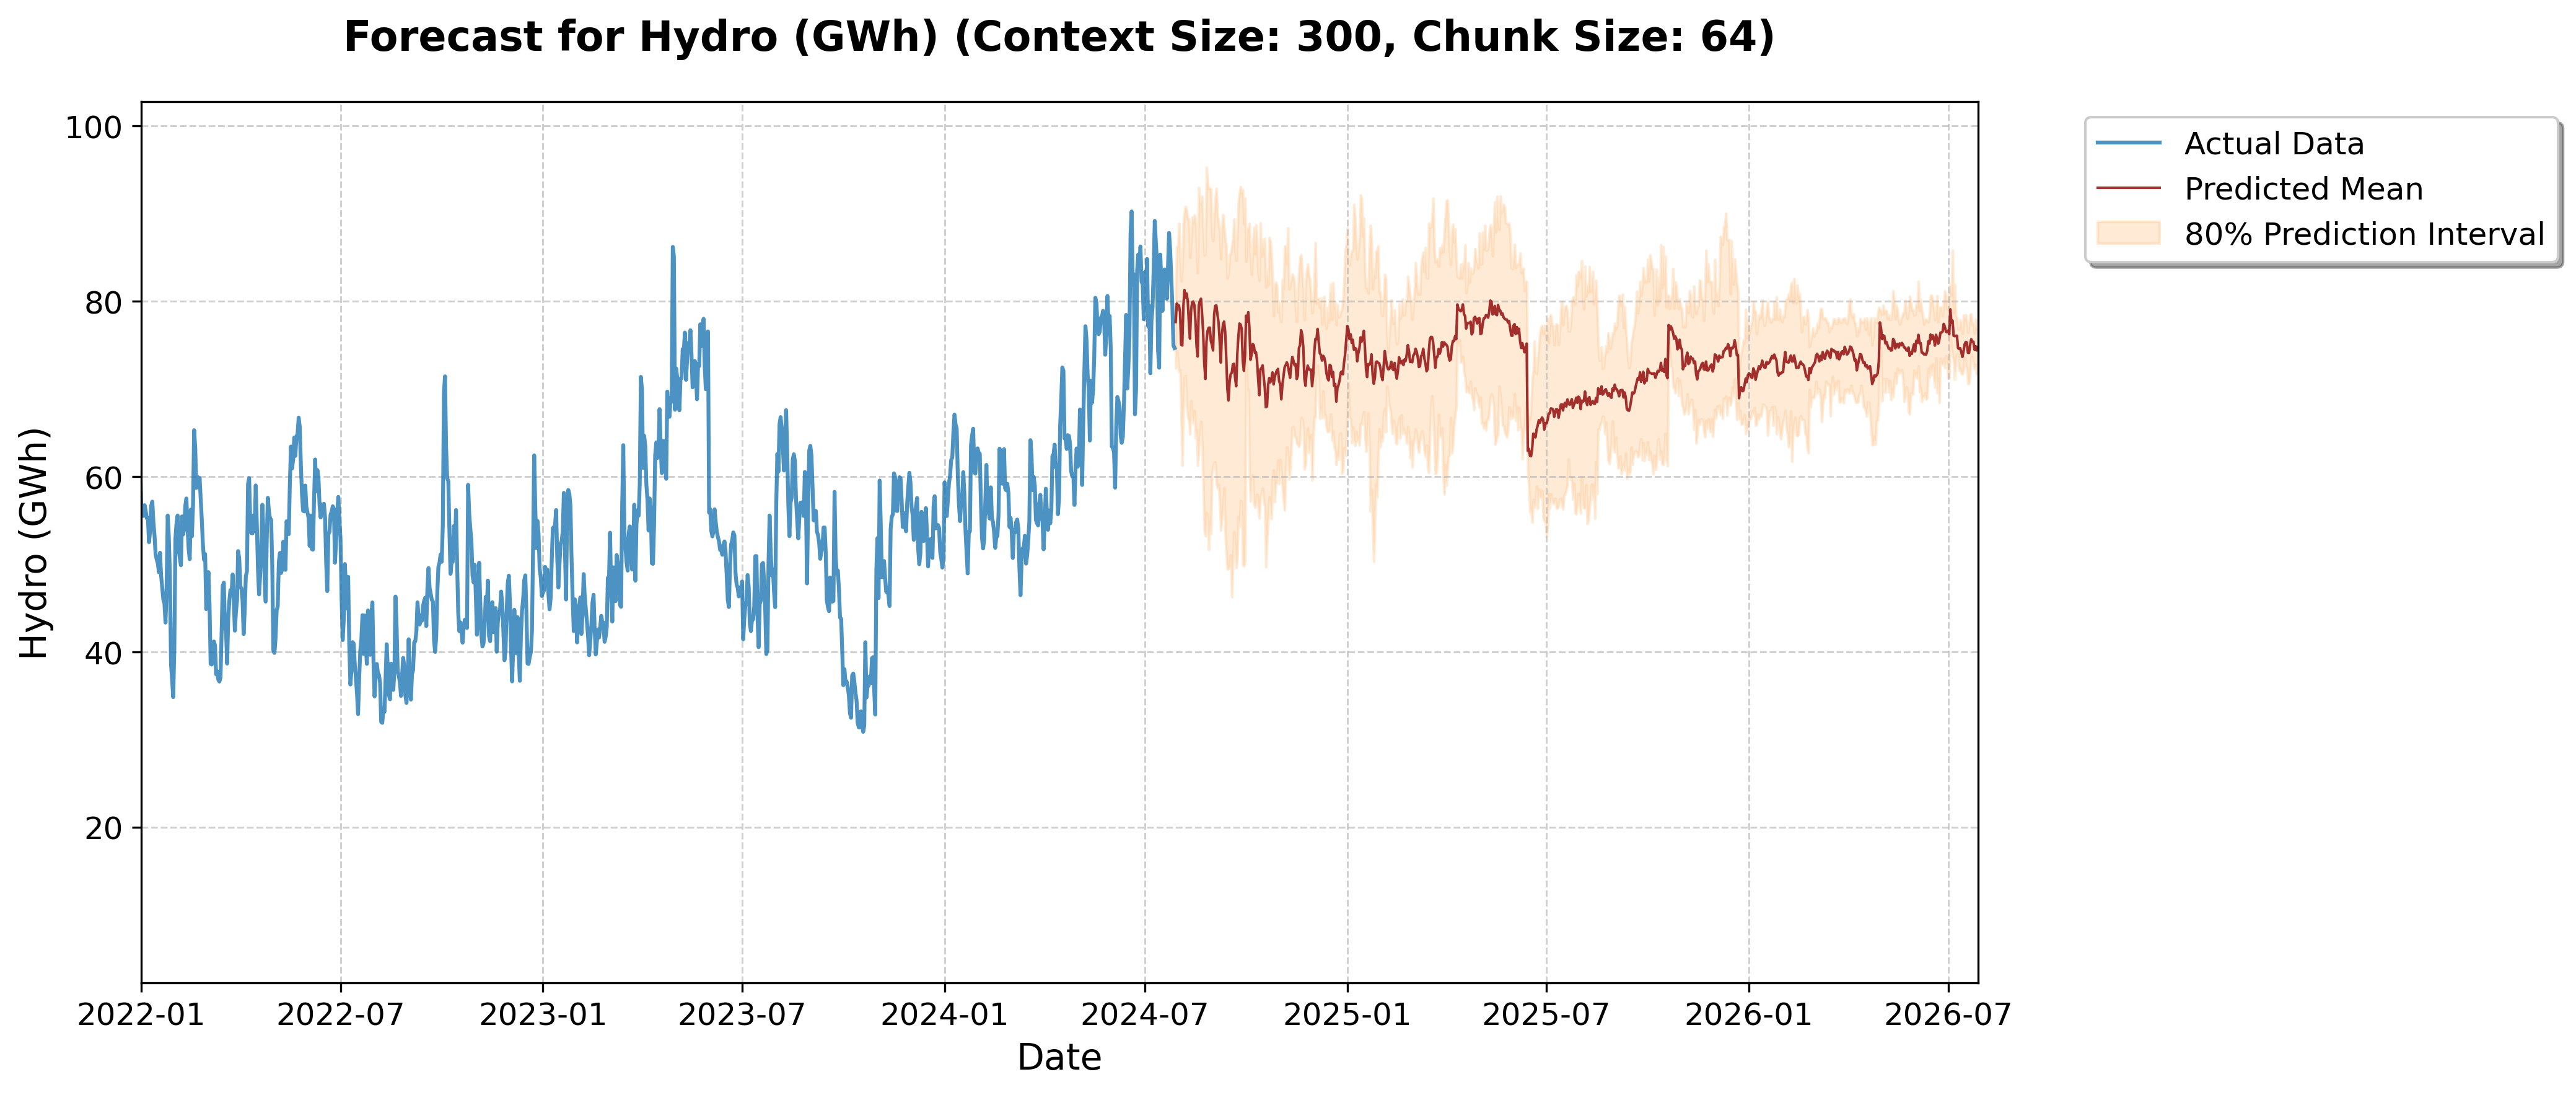 Forecast for Hydro (GWh) (Context Size: 300, Chunk Size: 64)
Actual Data
Predicted Mean
80% Prediction Interval
Hydro (GWh)
100
80
60
40
20
2022-01 2022-07 2023-01 2023-07 2024-01 2024-07 2025-01 2025-07 2026-01 2026-07
Date